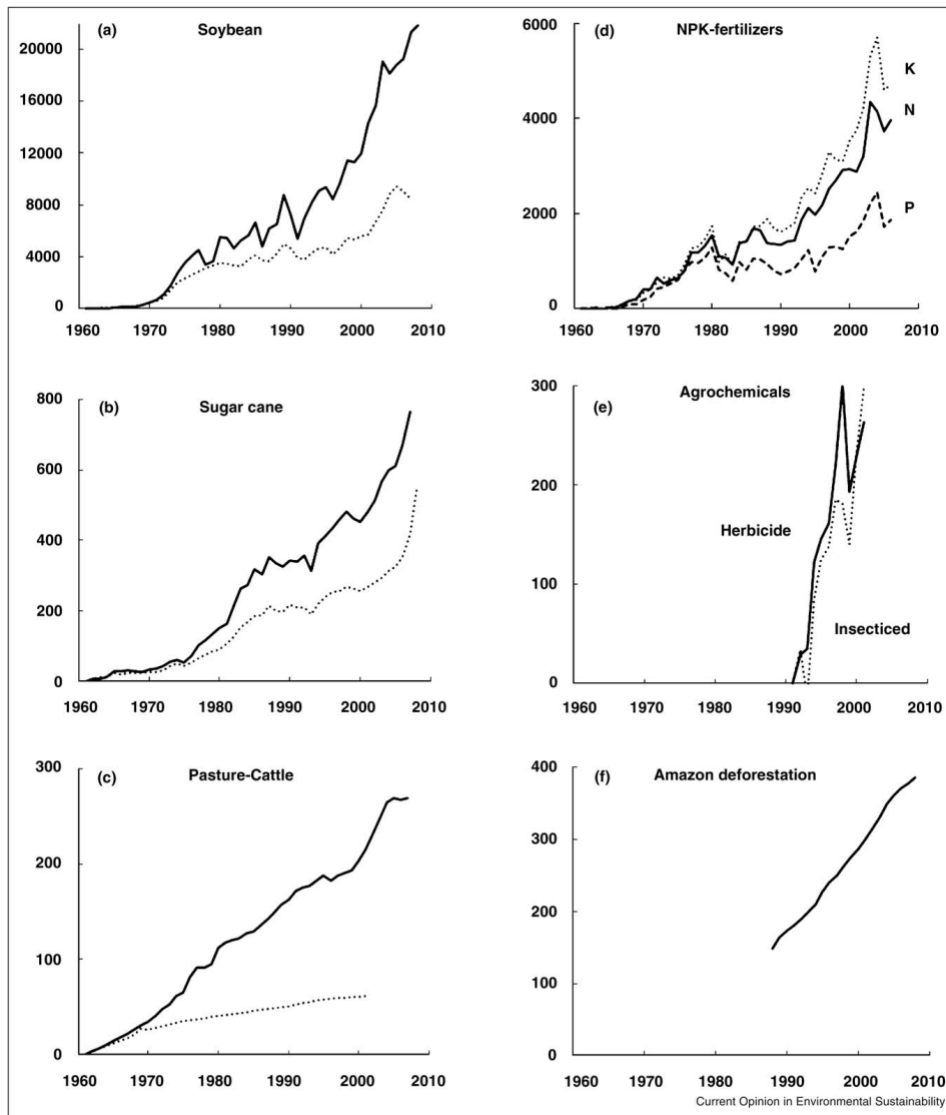 (a) Soybean
20000
16000
12000
8000
4000
0
1960 1970 1980 1990 2000 2010
(d) NPK-fertilizers
6000
4000
2000
0
K
N
P
1960 1970 1980 1990 2000 2010
(b) Sugar cane
800
600
400
200
0
1960 1970 1980 1990 2000 2010
(e) Agrochemicals
300
200
100
0
Herbicide
Insecticed
1960 1970 1980 1990 2000 2010
(c) Pasture-Cattle
300
200
100
0
1960 1970 1980 1990 2000 2010
(f) Amazon deforestation
400
300
200
100
0
1960 1970 1980 1990 2000 2010
Current Opinion in Environmental Sustainability